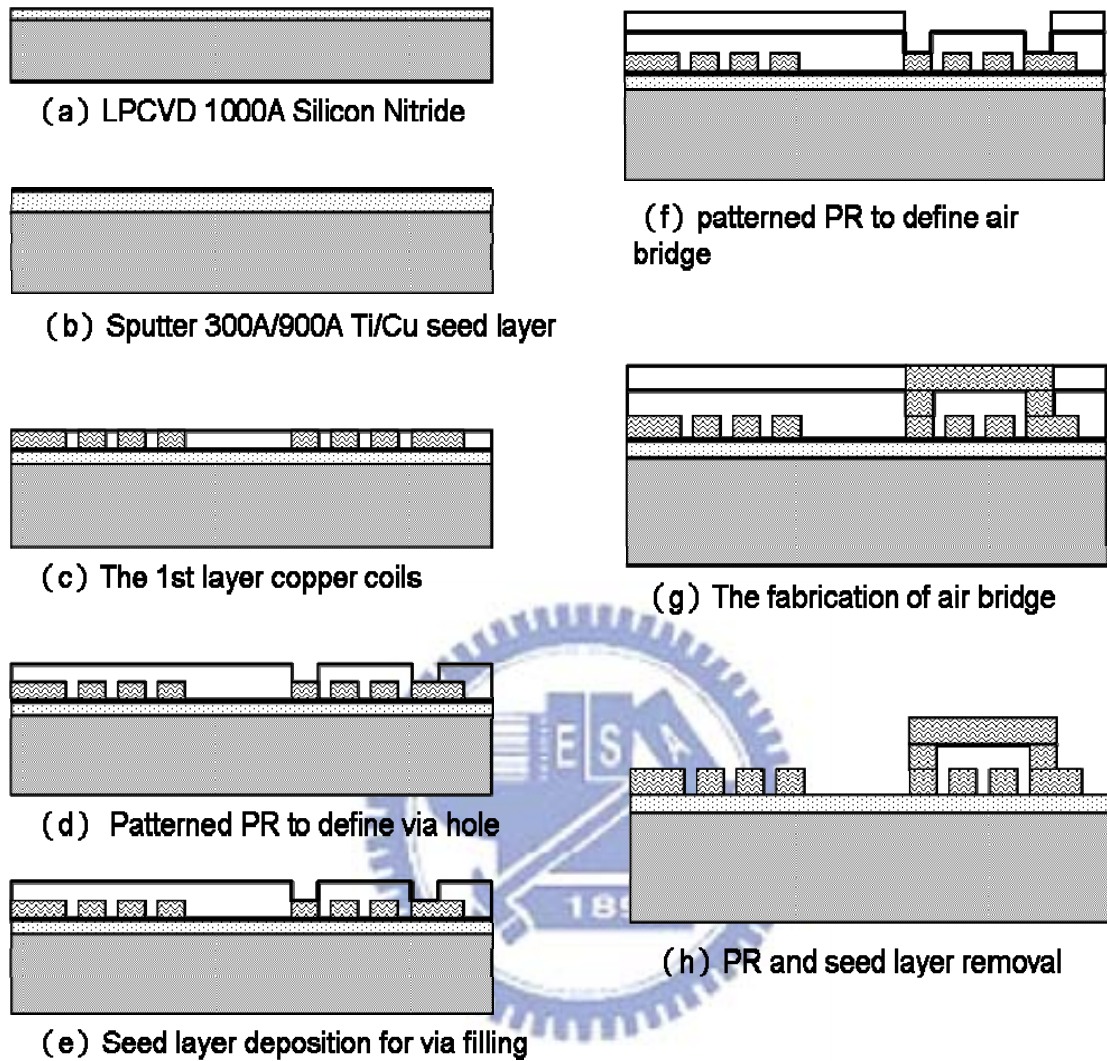 (a) LPCVD 1000A Silicon Nitride
(b) Sputter 300A/900A Ti/Cu seed layer
(c) The 1st layer copper coils
(d) Patterned PR to define via hole
(e) Seed layer deposition for via filling
(f) patterned PR to define air
bridge
(g) The fabrication of air bridge
(h) PR and seed layer removal
E S A
189